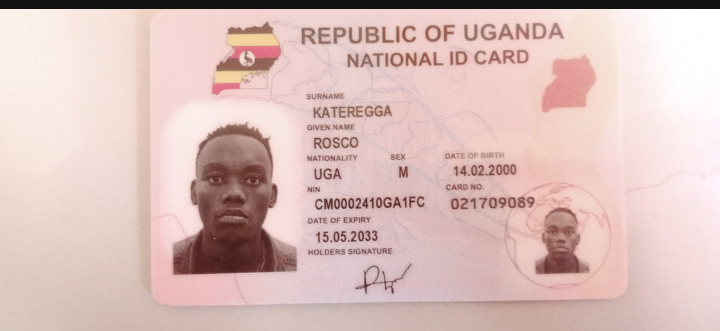 REPUBLIC OF UGANDA
NATIONAL ID CARD
SURNAME
KATEREGGA
GIVEN NAME
ROSCO
NATIONALITY SEX DATE OF BIRTH
UGA M 14.02.2000
NIN CARD NO.
CM0002410GA1FC 021709089
DATE OF EXPIRY
15.05.2033
HOLDERS SIGNATURE